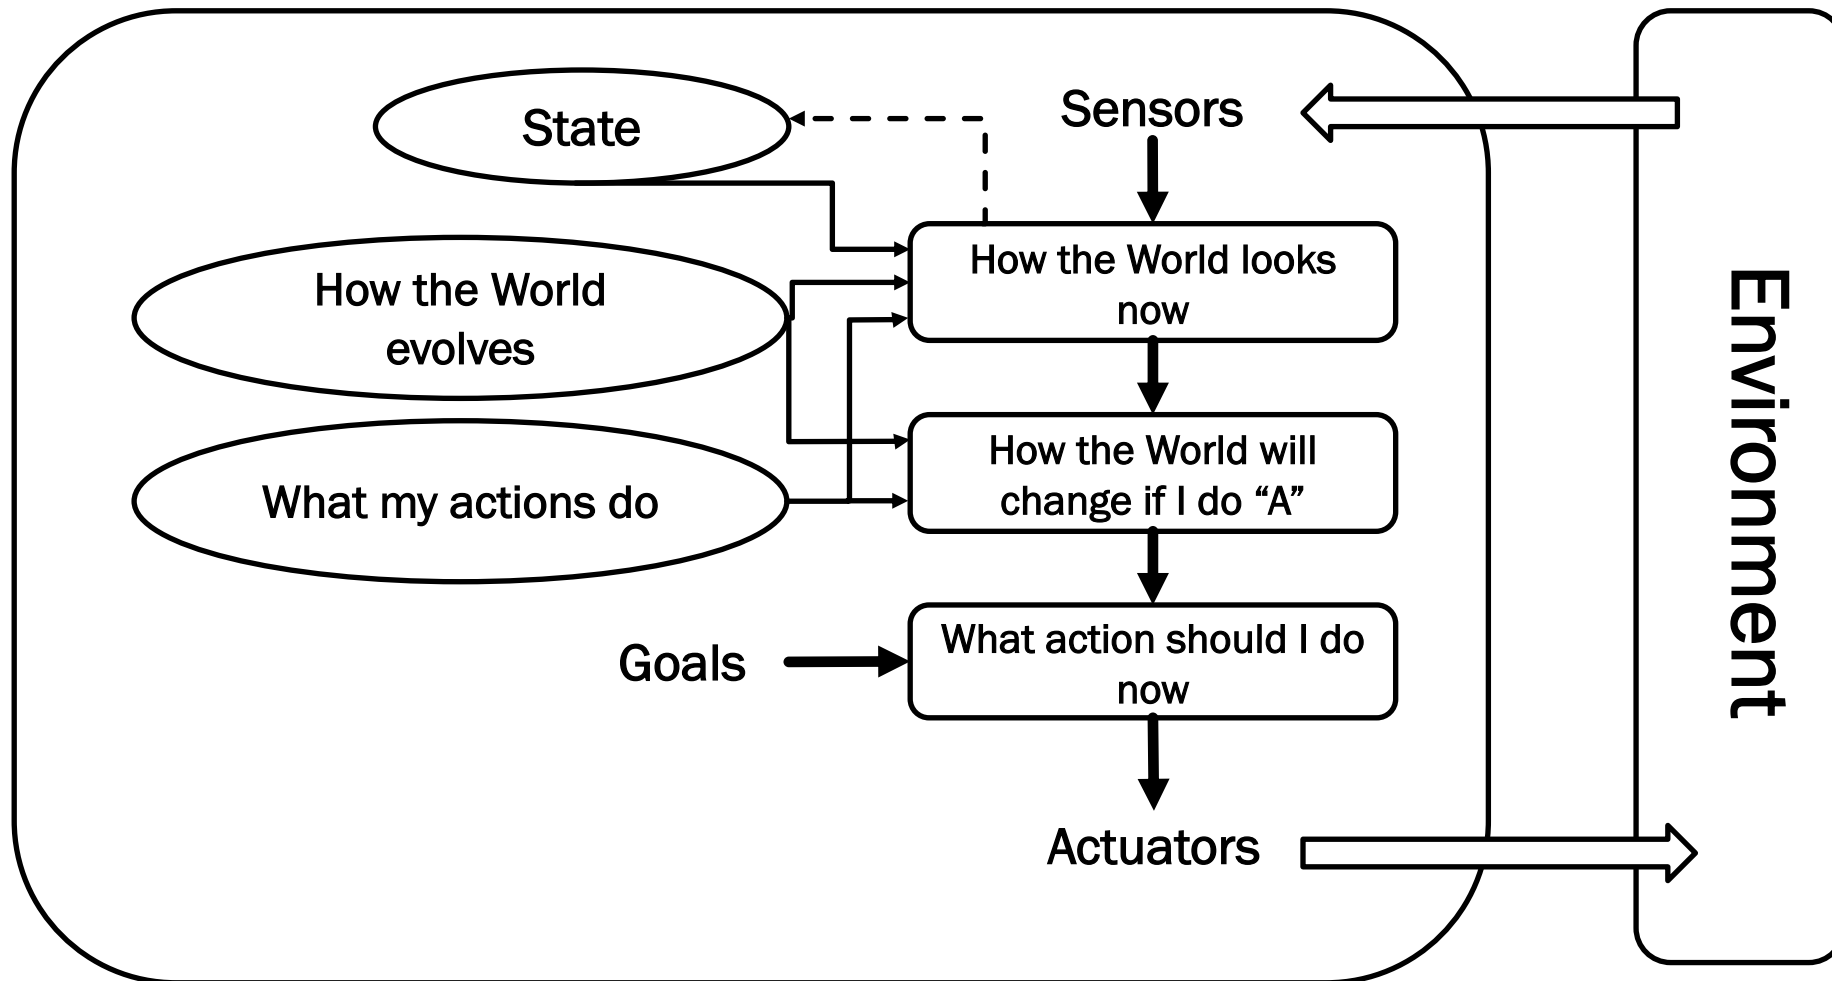 State
Sensors
How the World looks
now
How the World
evolves
How the World will
change if I do “A”
What my actions do
What action should I do
now
Goals
Actuators
Environment